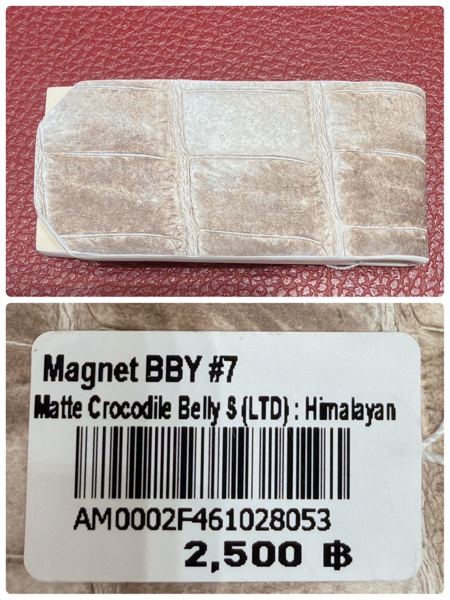 Magnet BBY #7
Matte Crocodile Belly S (LTD) : Himalayan
AM0002F461028053
2,500 ฿